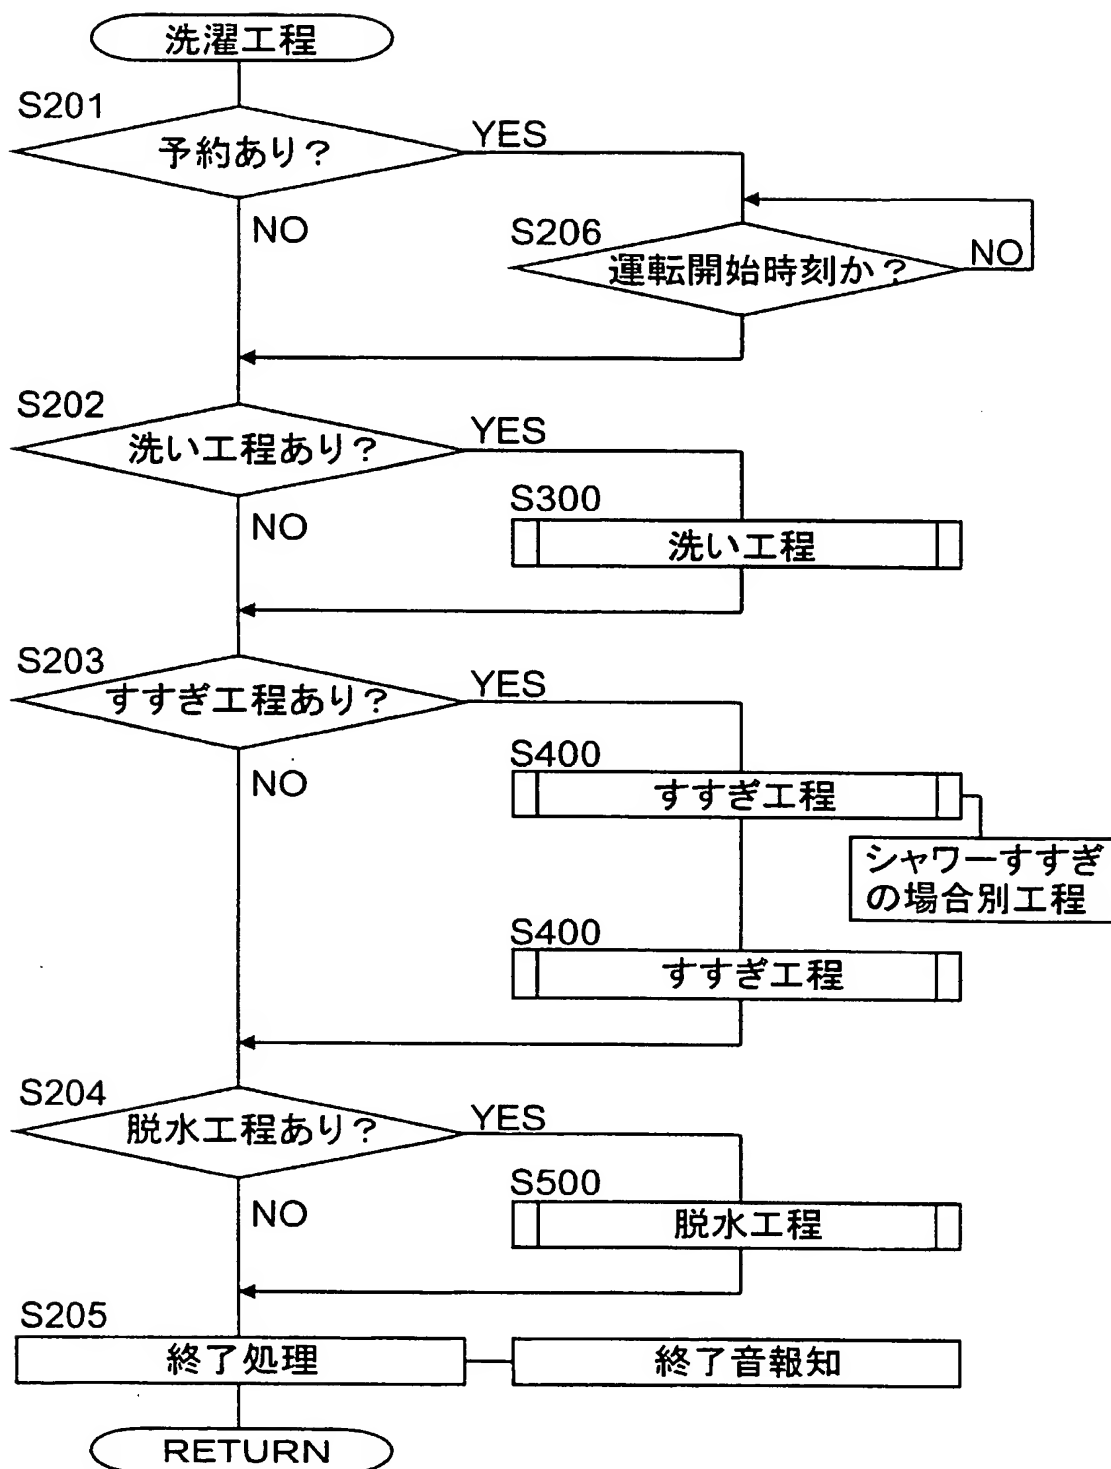 洗濯工程
S201
予約あり？
YES
NO
S206
運転開始時刻か？
NO
S202
洗い工程あり？
YES
NO
S300
洗い工程
S203
すすぎ工程あり？
YES
NO
S400
すすぎ工程
シャワーすすぎ
の場合別工程
S400
すすぎ工程
S204
脱水工程あり？
YES
NO
S500
脱水工程
S205
終了処理
終了音報知
RETURN